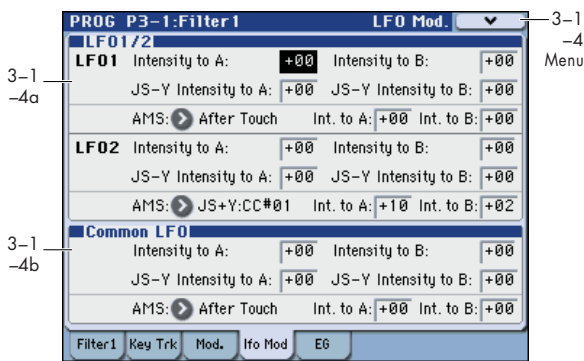 PROG P3-1:Filter1 LFO Mod.
3-1
-4
Menu
LFO1/2
LFO1 Intensity to A: +00 Intensity to B: +00
3-1
-4a
JS-Y Intensity to A: +00 JS-Y Intensity to B: +00
AMS: After Touch Int. to A: +00 Int. to B: +00
LFO2 Intensity to A: +00 Intensity to B: +00
JS-Y Intensity to A: +00 JS-Y Intensity to B: +00
AMS: JS+Y:CC#01 Int. to A: +10 Int. to B: +02
Common LFO
3-1
-4b
Intensity to A: +00 Intensity to B: +00
JS-Y Intensity to A: +00 JS-Y Intensity to B: +00
AMS: After Touch Int. to A: +00 Int. to B: +00
Filter1 Key Trk Mod. lfo Mod EG